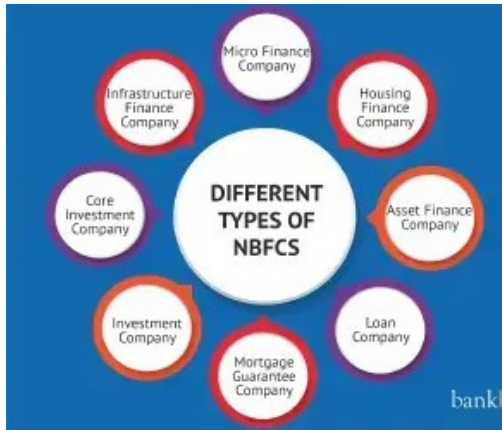 Micro Finance
Company
Infrastructure
Finance
Company
Housing
Finance
Company
Core
Investment
Company
DIFFERENT
TYPES OF
NBFCS
Asset Finance
Company
Investment
Company
Loan
Company
Mortgage
Guarantee
Company
bank